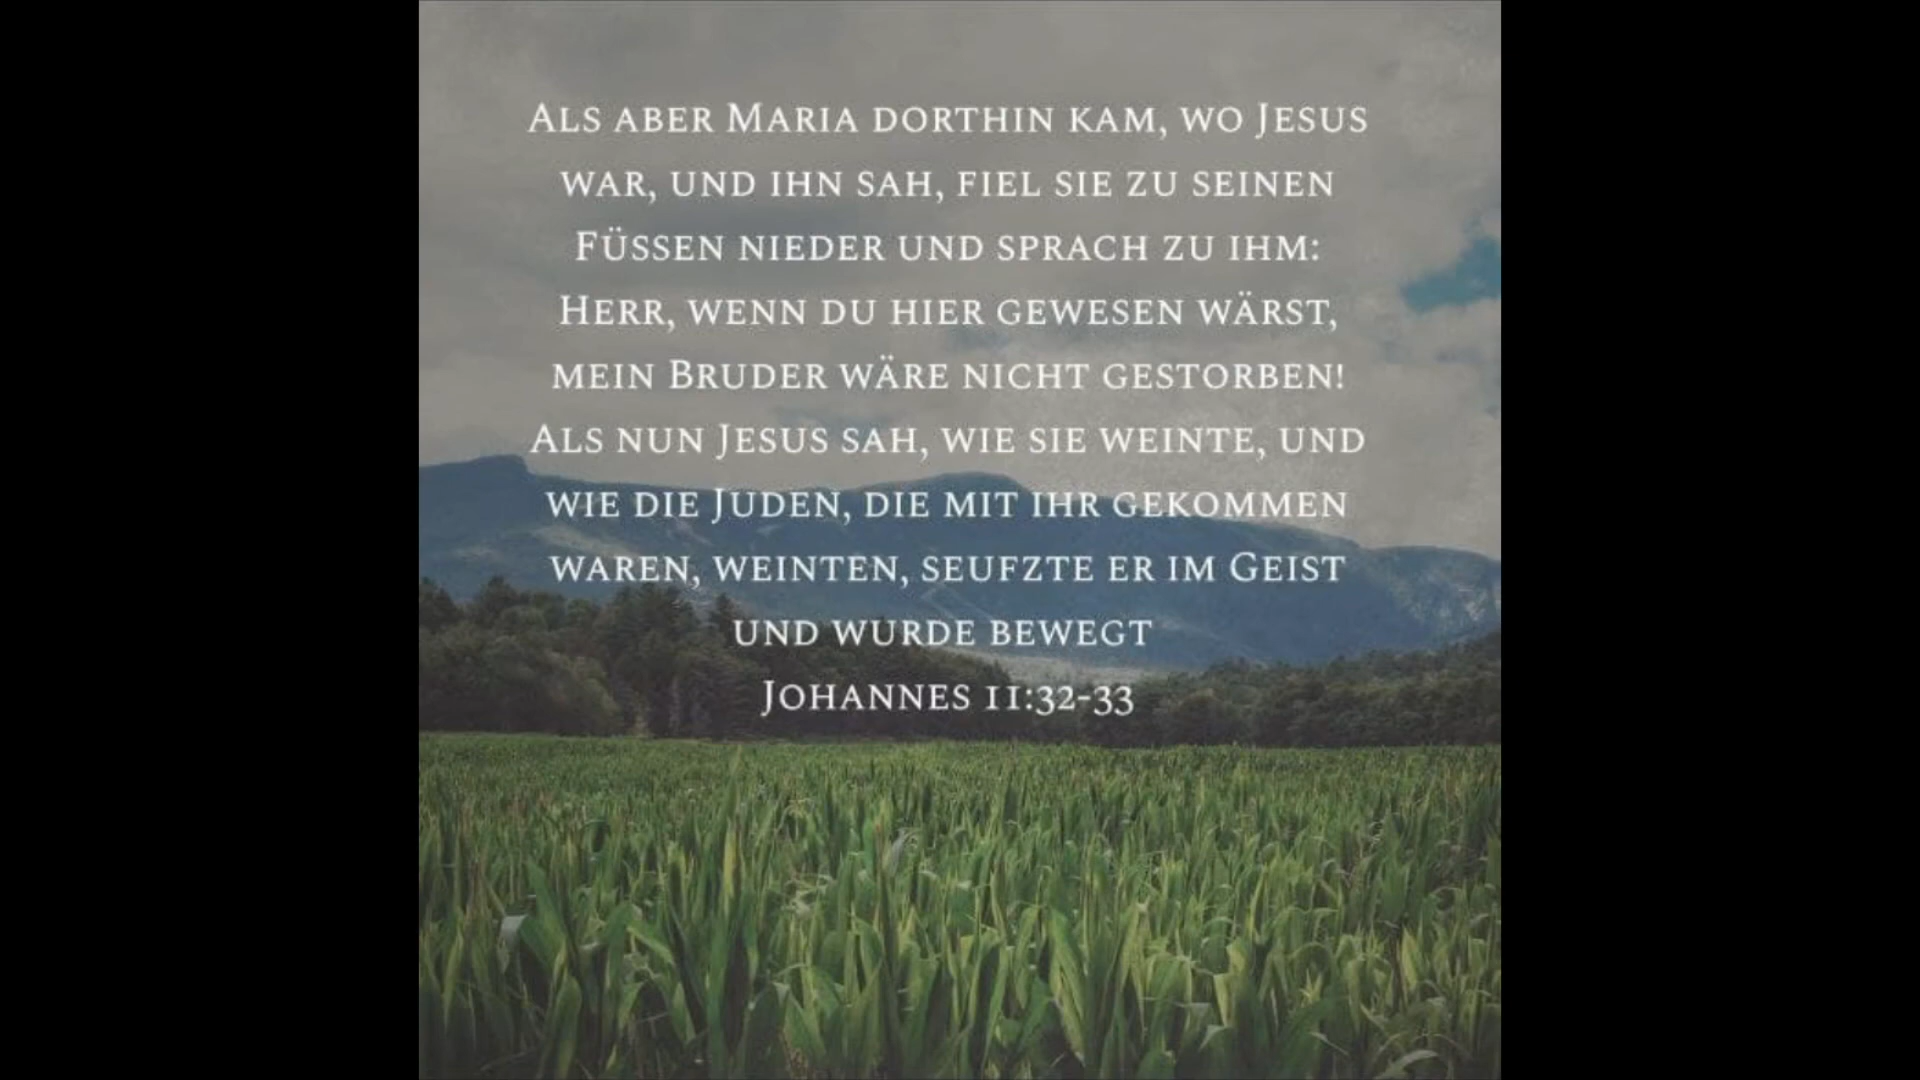 Als aber Maria dorthin kam, wo Jesus
war, und ihn sah, fiel sie zu seinen
Füssen nieder und sprach zu ihm:
Herr, wenn du hier gewesen wärst,
mein Bruder wäre nicht gestorben!
Als nun Jesus sah, wie sie weinte, und
wie die Juden, die mit ihr gekommen
waren, weinten, seufzte er im Geist
und wurde bewegt
Johannes 11:32-33